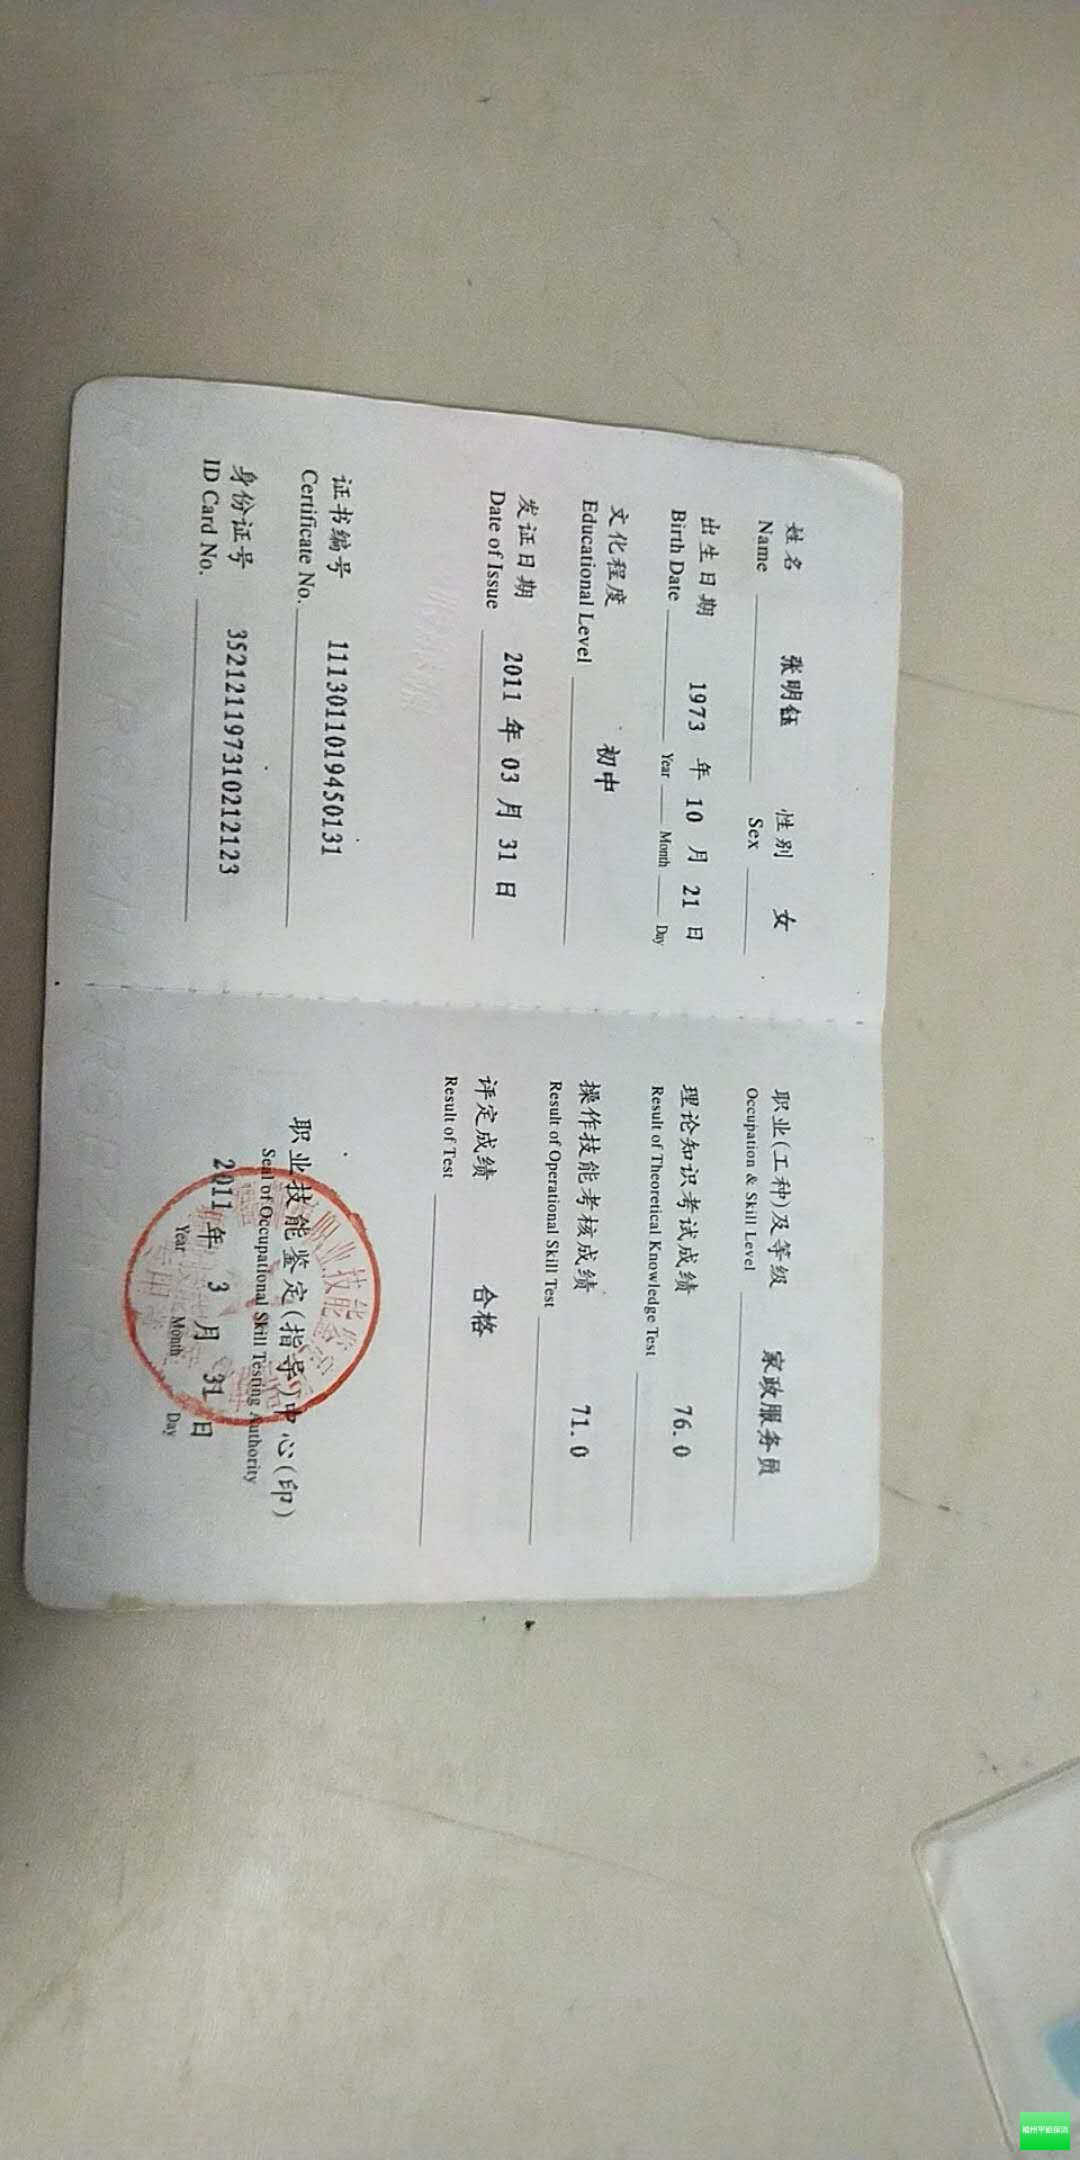 姓名 张明钰 性别 女
Name Sex
出生日期 1973 年 10 月 21 日
Birth Date Year Month Day
文化程度 初中
Educational Level
发证日期 2011 年 03 月 31 日
Date of Issue
证书编号 1113011019450131
Certificate No.
身份证号 352121197310212123
ID Card No.
职业(工种)及等级 家政服务员
Occupation & Skill Level
理论知识考试成绩 76.0
Result of Theoretical Knowledge Test
操作技能考核成绩 71.0
Result of Operational Skill Test
评定成绩 合格
Result of Test
职业技能鉴定(指导)中心(印)
Seal of Occupational Skill Testing Authority
2011 年 3 月 31 日
Year Month Day
福州平姐保洁